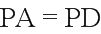 PA = PD